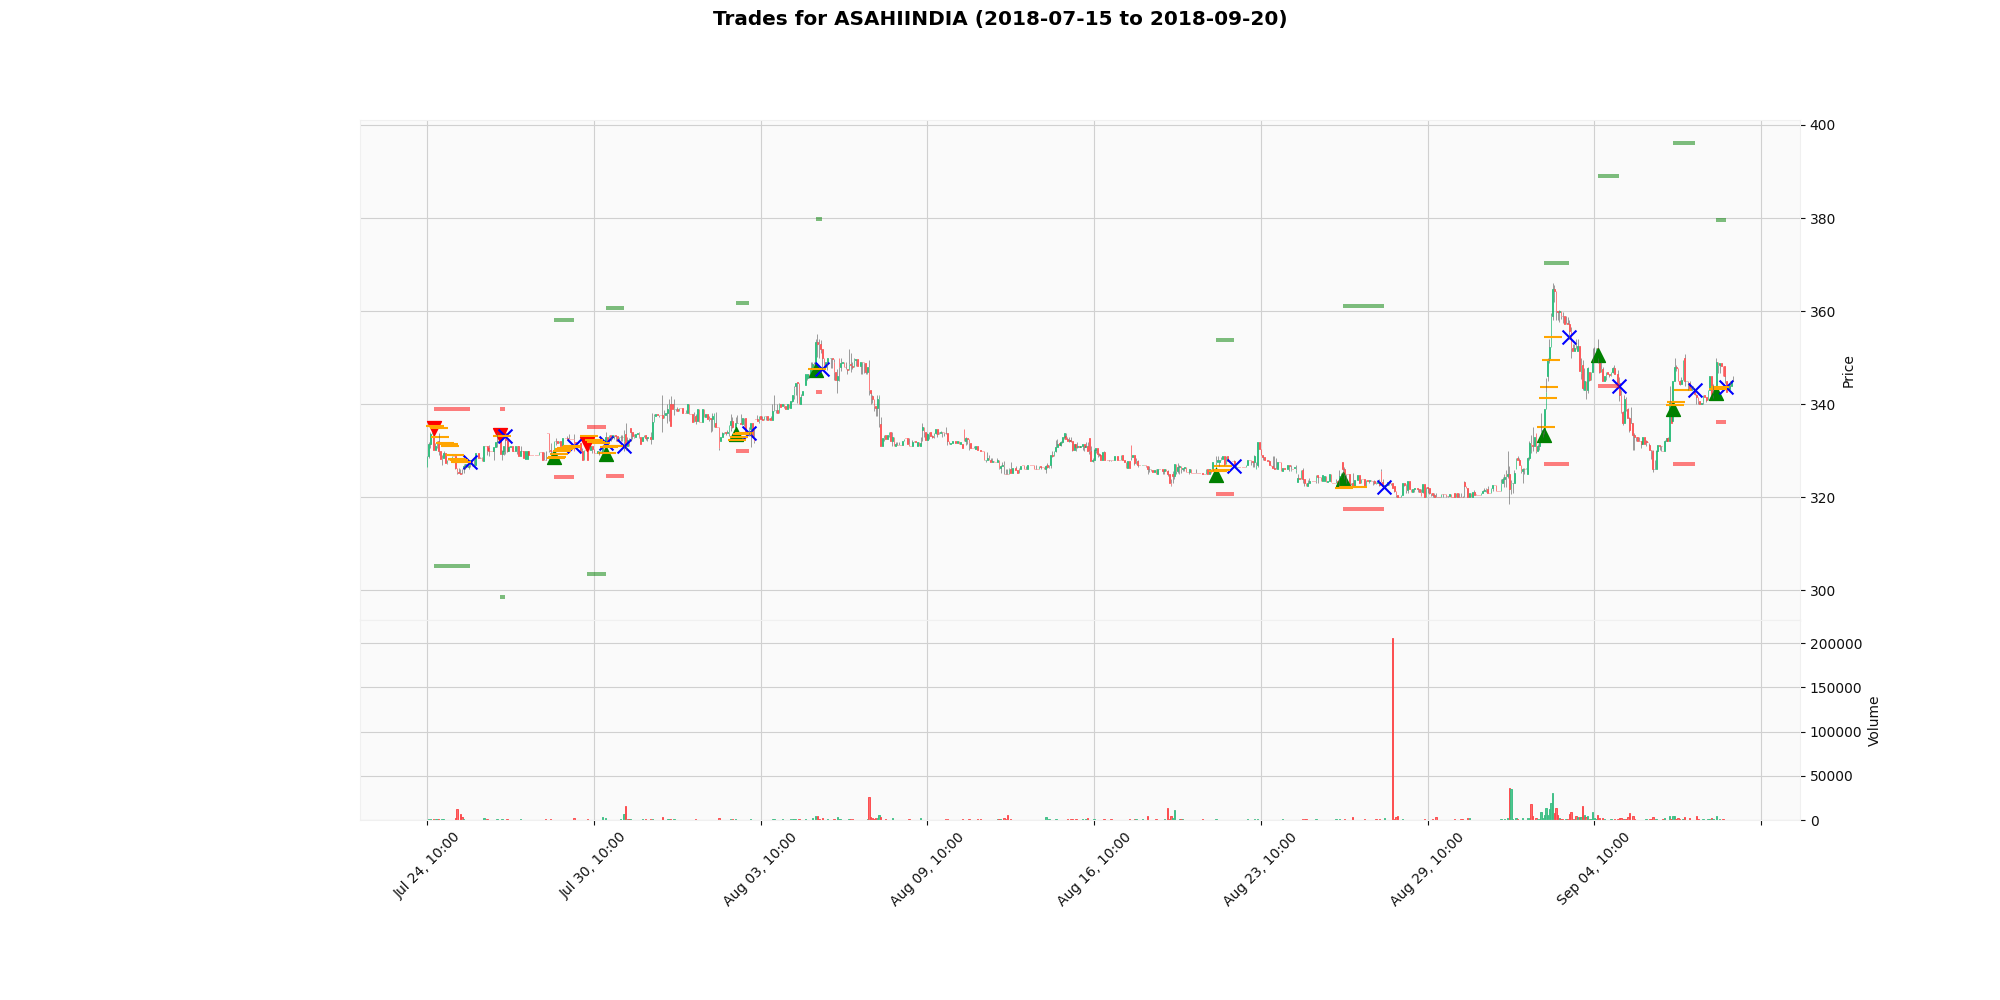 Trades for ASAHIINDIA (2018-07-15 to 2018-09-20)
400
380
360
340
320
300
Price
200000
150000
100000
50000
0
Volume
Jul 24, 10:00
Jul 30, 10:00
Aug 03, 10:00
Aug 09, 10:00
Aug 16, 10:00
Aug 23, 10:00
Aug 29, 10:00
Sep 04, 10:00